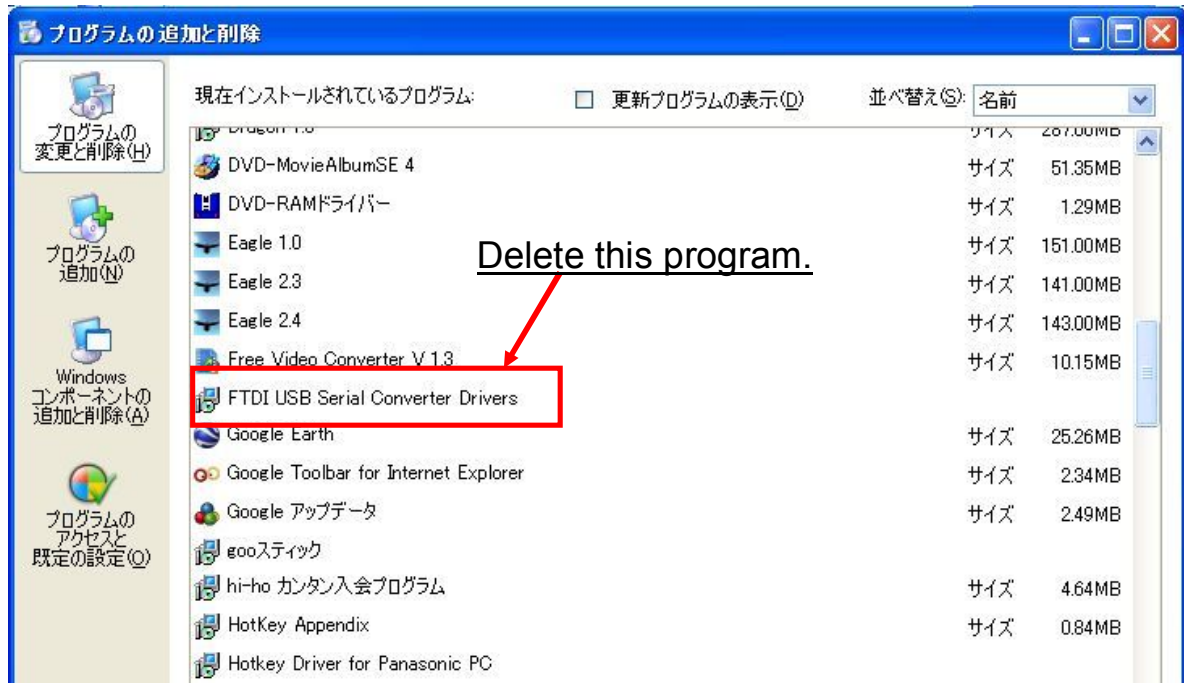 プログラムの追加と削除
プログラムの
変更と削除(H)
プログラムの
追加(N)
Windows
コンポーネントの
追加と削除(A)
プログラムの
アクセスと
既定の設定(O)
現在インストールされているプログラム: 更新プログラムの表示(D) 並べ替え(S): 名前
Dragon 1.0 サイズ 287.00MB
DVD-MovieAlbumSE 4 サイズ 51.35MB
DVD-RAMドライバー サイズ 1.29MB
Eagle 1.0 サイズ 151.00MB
Delete this program.
Eagle 2.3 サイズ 141.00MB
Eagle 2.4 サイズ 143.00MB
Free Video Converter V 1.3 サイズ 10.15MB
FTDI USB Serial Converter Drivers
Google Earth サイズ 25.26MB
Google Toolbar for Internet Explorer サイズ 2.34MB
Google アップデータ サイズ 2.49MB
gooスティック
hi-ho カンタン入会プログラム サイズ 4.64MB
HotKey Appendix サイズ 0.84MB
Hotkey Driver for Panasonic PC